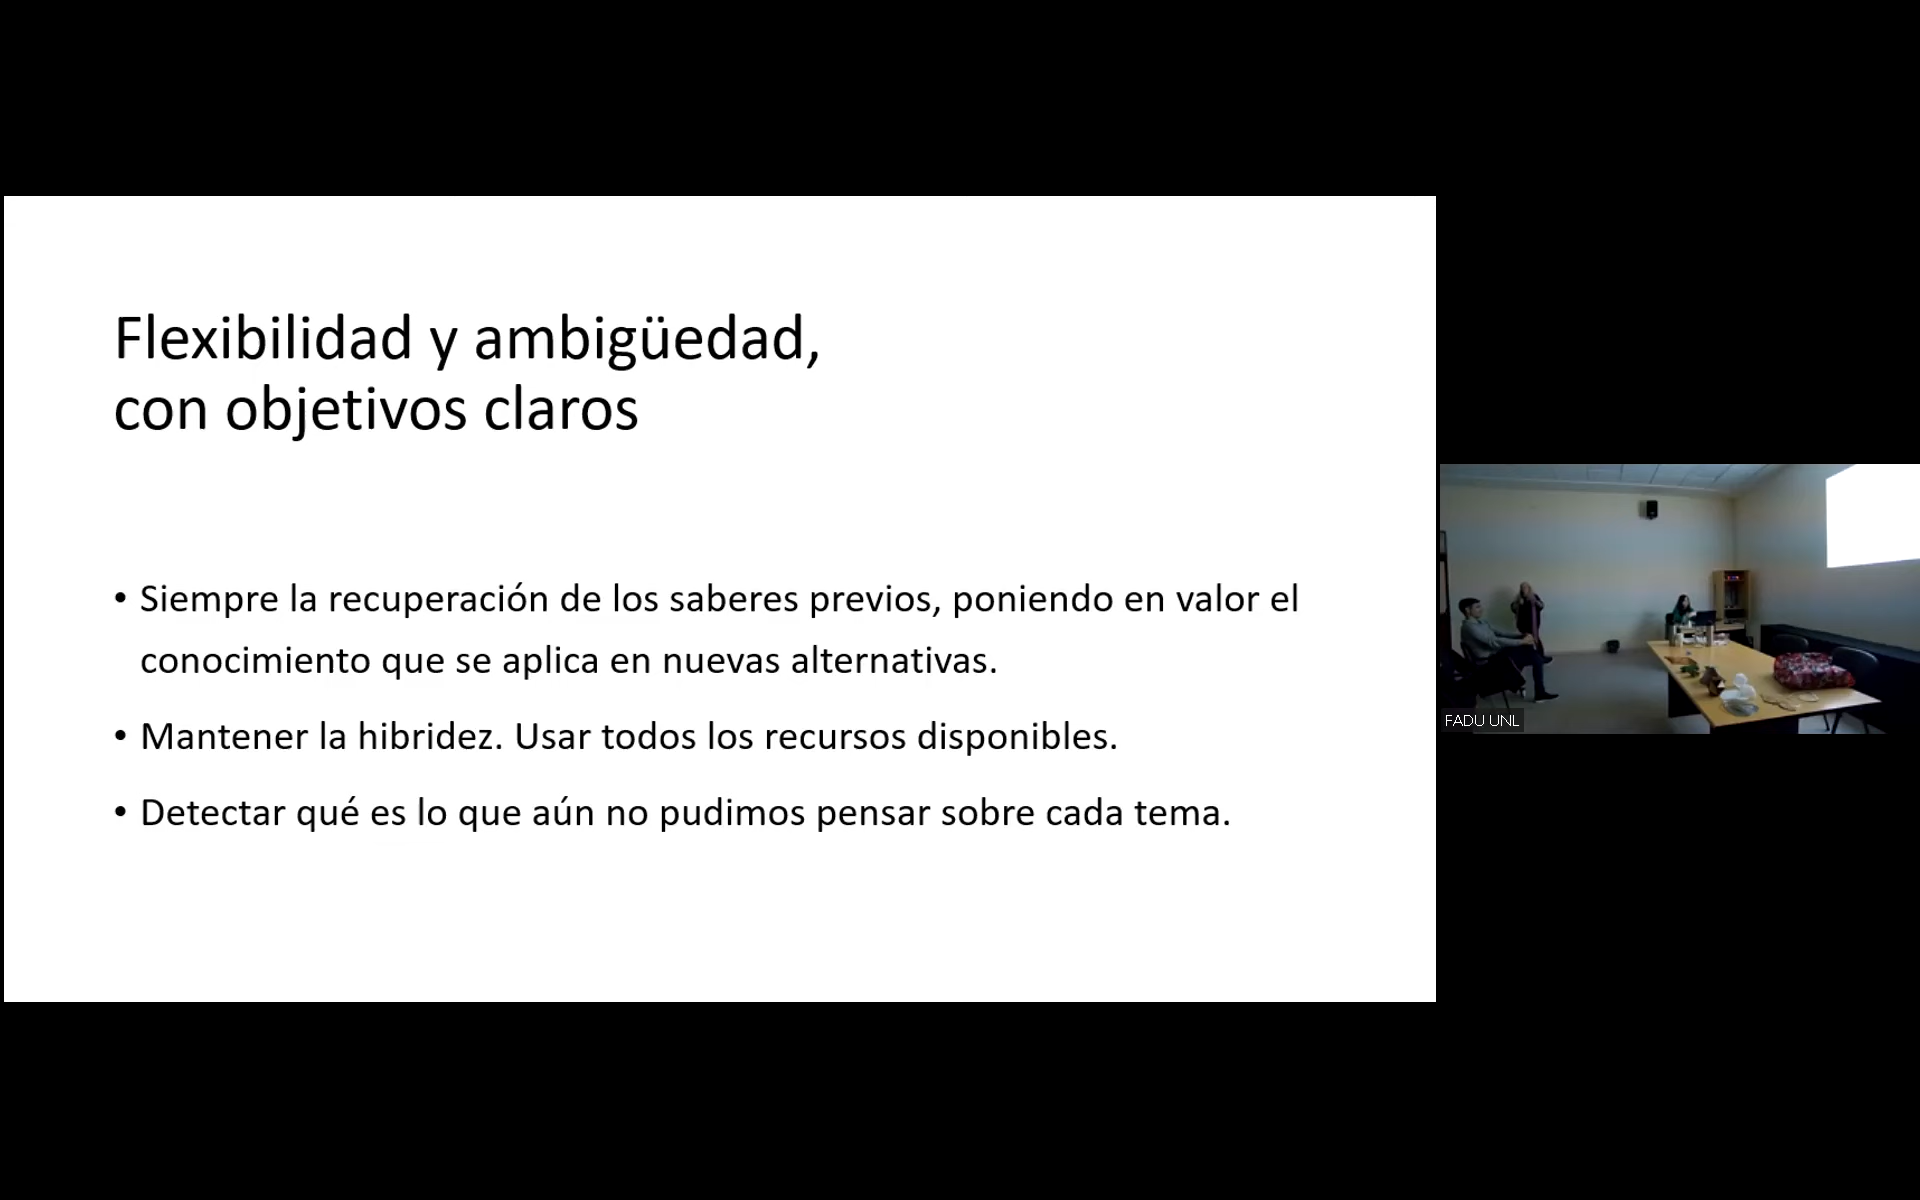 Flexibilidad y ambigüedad,
con objetivos claros
• Siempre la recuperación de los saberes previos, poniendo en valor el
conocimiento que se aplica en nuevas alternativas.
• Mantener la hibridez. Usar todos los recursos disponibles.
• Detectar qué es lo que aún no pudimos pensar sobre cada tema.
FADU UNL